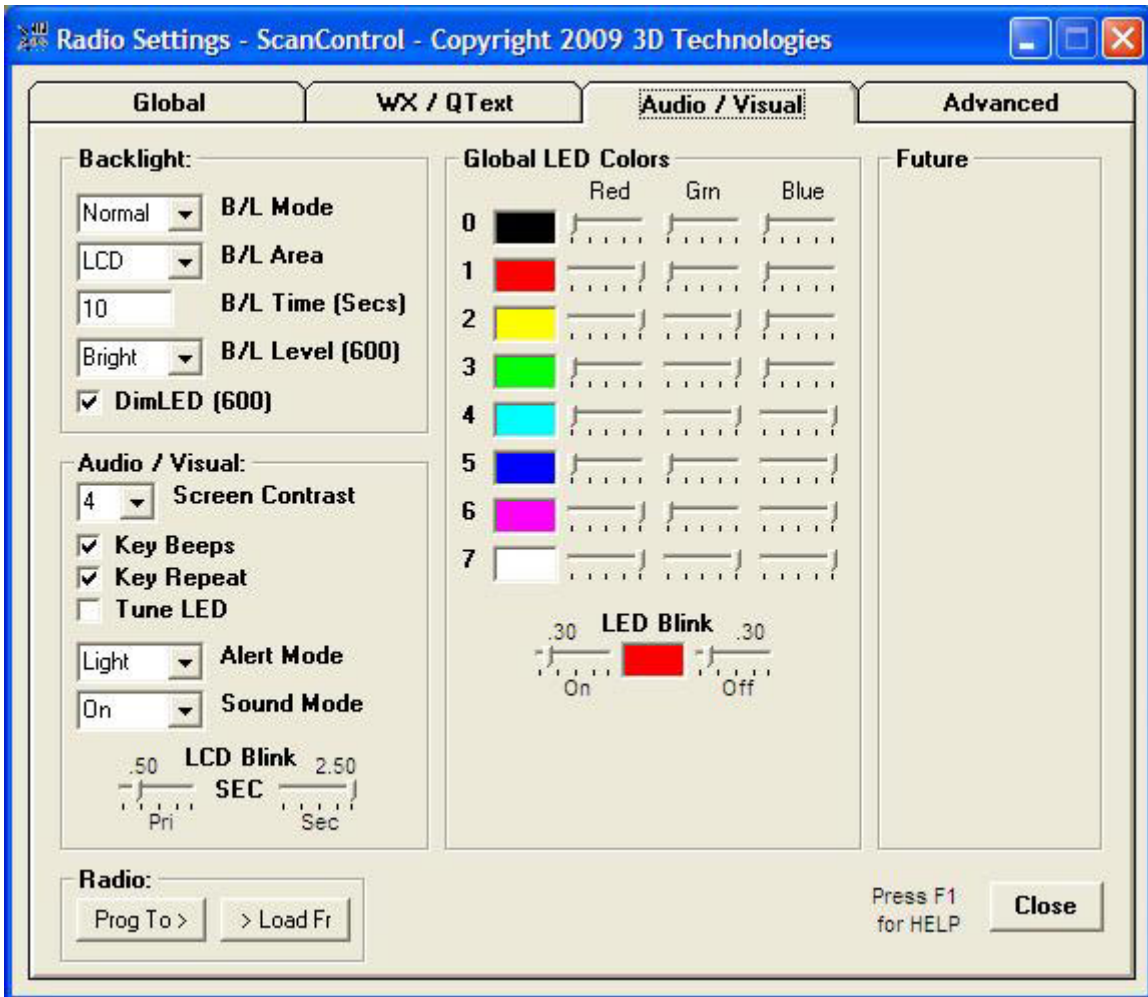 Radio Settings - ScanControl - Copyright 2009 3D Technologies
Global
WX / QText
Audio / Visual
Advanced
Backlight:
Normal
B/L Mode
LCD
B/L Area
10
B/L Time (Secs)
Bright
B/L Level (600)
DimLED (600)
Audio / Visual:
4
Screen Contrast
Key Beeps
Key Repeat
Tune LED
Light
Alert Mode
On
Sound Mode
LCD Blink
.50
2.50
SEC
Pri
Sec
Global LED Colors
Red
Grn
Blue
0
1
2
3
4
5
6
7
LED Blink
.30
.30
On
Off
Future
Radio:
Prog To >
> Load Fr
Press F1
for HELP
Close